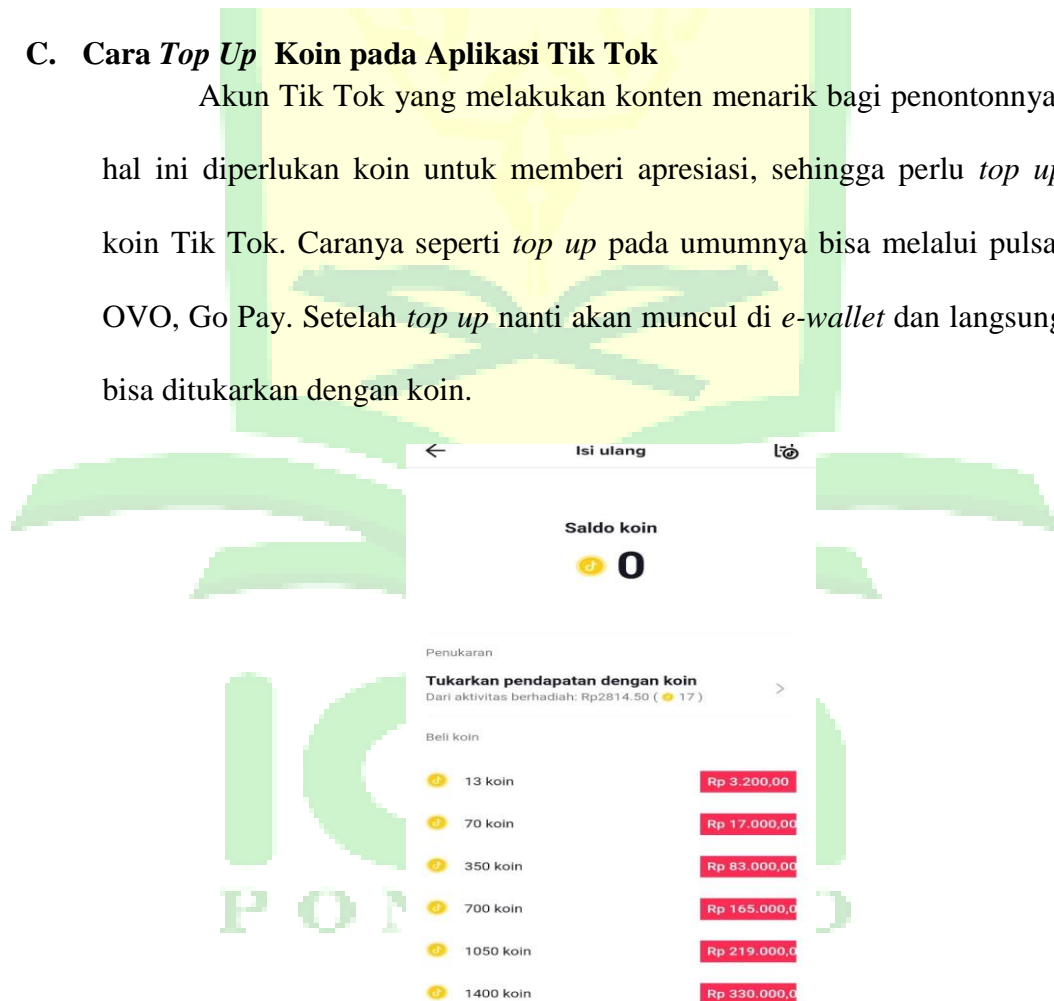 C. Cara Top Up Koin pada Aplikasi Tik Tok
Akun Tik Tok yang melakukan konten menarik bagi penontonnya
hal ini diperlukan koin untuk memberi apresiasi, sehingga perlu top up
koin Tik Tok. Caranya seperti top up pada umumnya bisa melalui pulsa
OVO, Go Pay. Setelah top up nanti akan muncul di e-wallet dan langsung
bisa ditukarkan dengan koin.
Isi ulang
Saldo koin
0
Penukaran
Tukarkan pendapatan dengan koin
Dari aktivitas berhadiah: Rp2814.50 ( 17 )
Beli koin
13 koin Rp 3.200,00
70 koin Rp 17.000,00
350 koin Rp 83.000,00
700 koin Rp 165.000,0
1050 koin Rp 219.000,0
1400 koin Rp 330.000,0